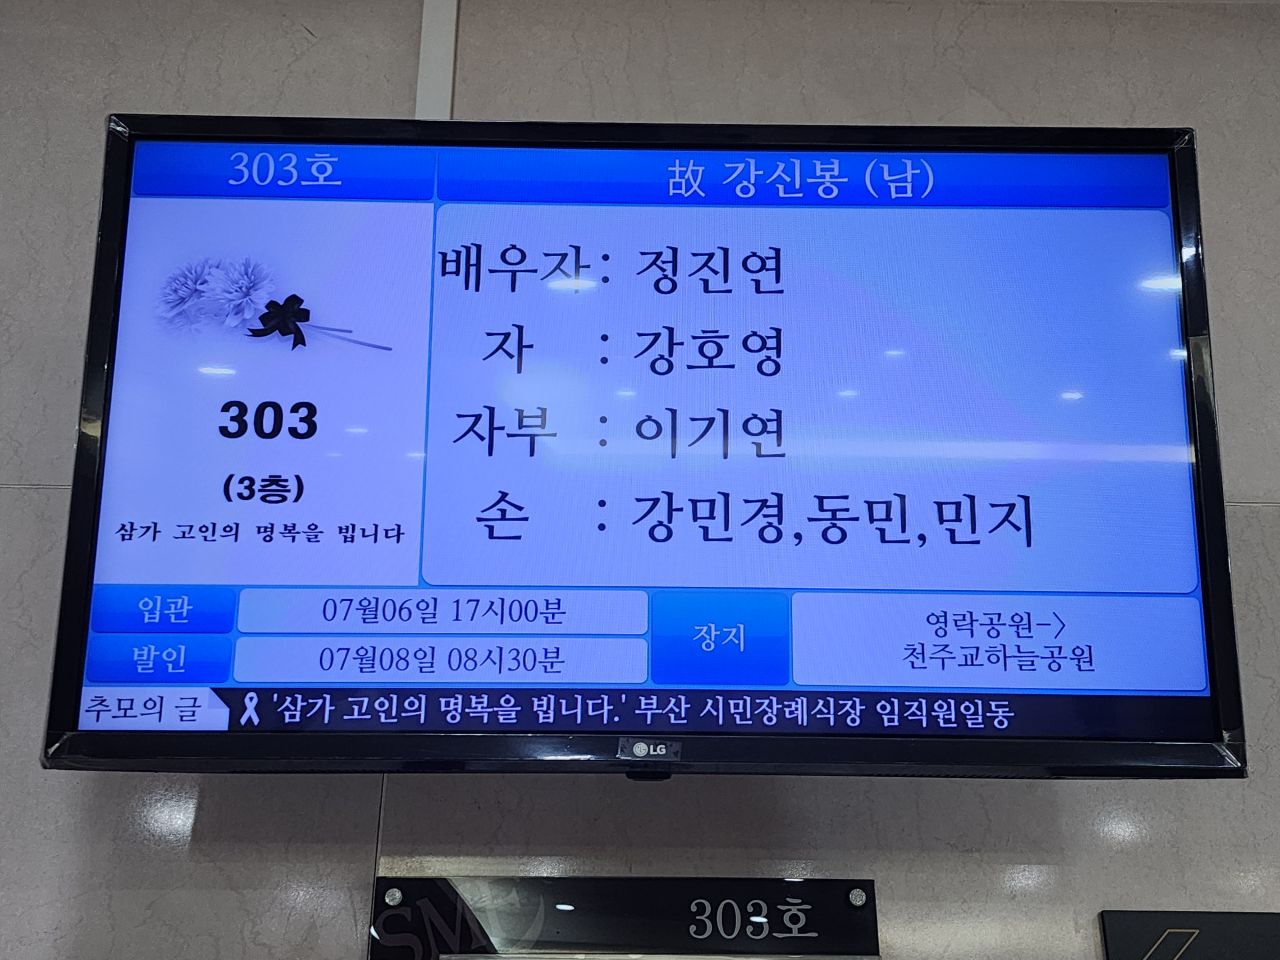 303호
故 강신봉 (남)
배우자 : 정진연
자 : 강호영
자부 : 이기연
손 : 강민경,동민,민지
303
(3층)
삼가 고인의 명복을 빕니다
입관 07월06일 17시00분
발인 07월08일 08시30분
장지
영락공원->
천주교하늘공원
추모의 글 '삼가 고인의 명복을 빕니다.' 부산 시민장례식장 임직원일동
LG
SM
303호